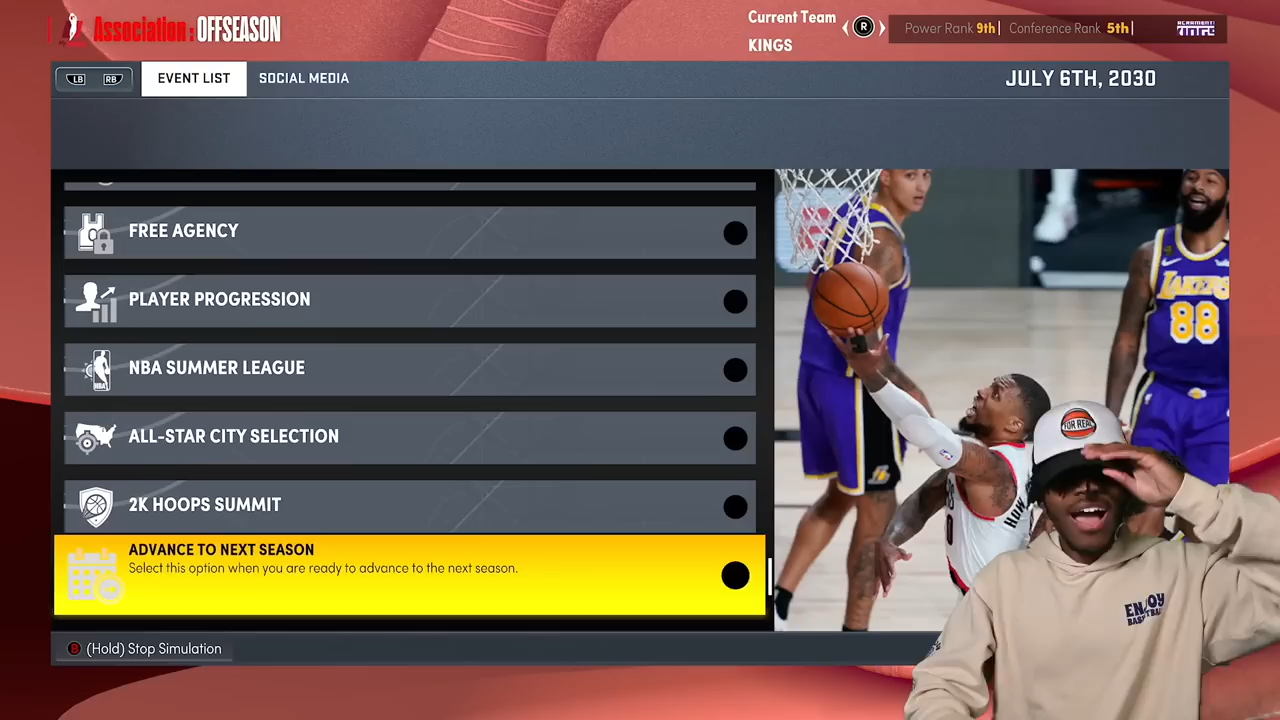 Association: OFFSEASON
Current Team
KINGS
R
Power Rank 9th| Conference Rank 5th|
LB RB
EVENT LIST
SOCIAL MEDIA
JULY 6TH, 2030
FREE AGENCY
PLAYER PROGRESSION
NBA SUMMER LEAGUE
ALL-STAR CITY SELECTION
2K HOOPS SUMMIT
ADVANCE TO NEXT SEASON
Select this option when you are ready to advance to the next season.
B (Hold) Stop Simulation
LAKERS
88
FOR REAL
ENJOY
BASKETBALL